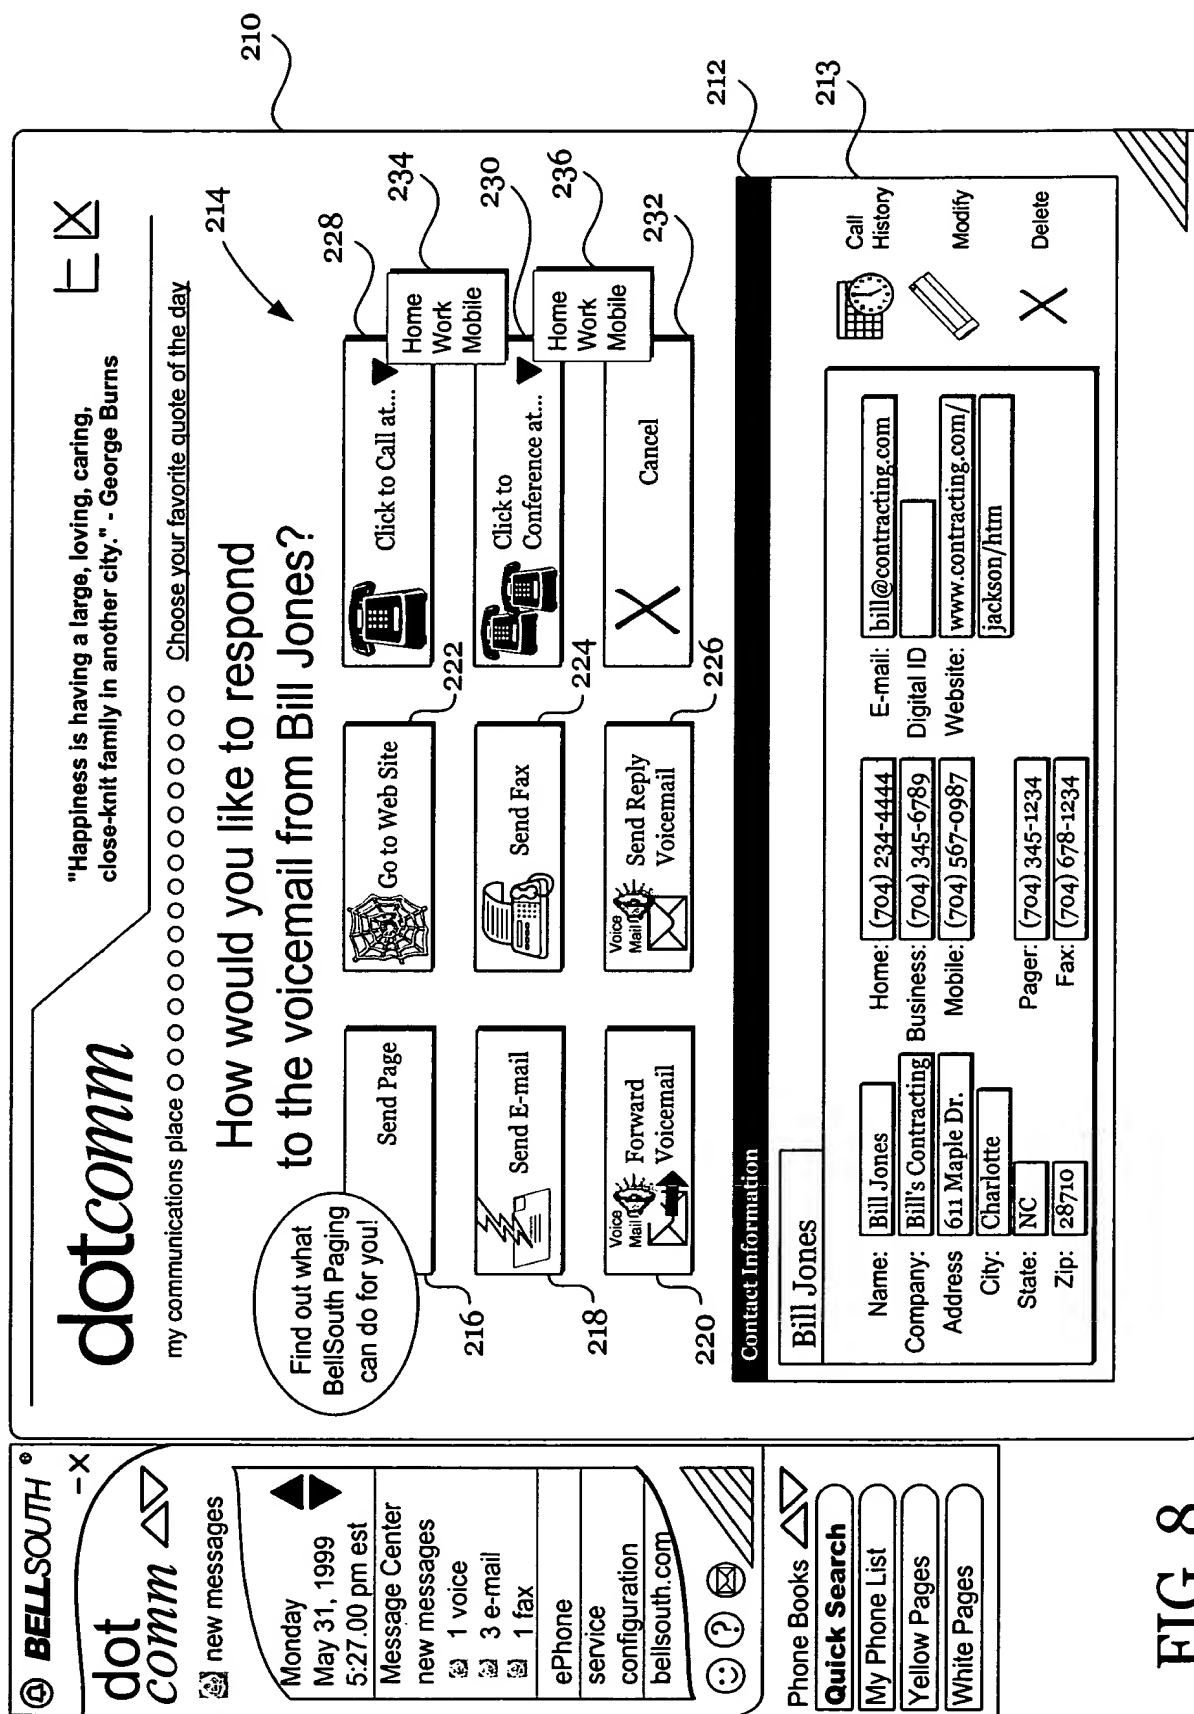 BELLSOUTH ®
dot
comm
new messages
Monday
May 31, 1999
5:27.00 pm est
Message Center
new messages
1 voice
3 e-mail
1 fax
ePhone
service
configuration
bellsouth.com
Phone Books
Quick Search
My Phone List
Yellow Pages
White Pages
dotcomm
"Happiness is having a large, loving, caring,
close-knit family in another city." - George Burns
my communications place
Choose your favorite quote of the day
How would you like to respond
to the voicemail from Bill Jones?
Find out what
BellSouth Paging
can do for you!
Send Page
216
Send E-mail
218
Voice
Mail
Forward
Voicemail
220
Go to Web Site
222
Send Fax
224
Voice
Mail
Send Reply
Voicemail
226
Click to Call at...
228
Home
Work
Mobile
234
Click to
Conference at...
230
Home
Work
Mobile
236
Cancel
232
214
210
212
213
Contact Information
Bill Jones
Name: Bill Jones
Company: Bill's Contracting
Address 611 Maple Dr.
City: Charlotte
State: NC
Zip: 28710
Home: (704) 234-4444
Business: (704) 345-6789
Mobile: (704) 567-0987
Pager: (704) 345-1234
Fax: (704) 678-1234
E-mail: bill@contracting.com
Digital ID
Website: www.contracting.com/
jackson/htm
Call
History
Modify
Delete
FIG. 8